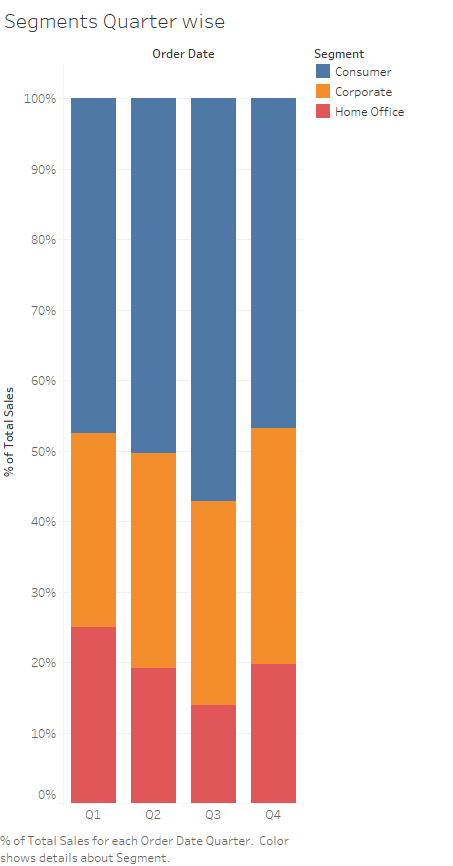 Segments Quarter wise
Order Date
Segment
Consumer
Corporate
Home Office
100%
90%
80%
70%
60%
50%
40%
30%
20%
10%
0%
% of Total Sales
Q1 Q2 Q3 Q4
% of Total Sales for each Order Date Quarter. Color
shows details about Segment.